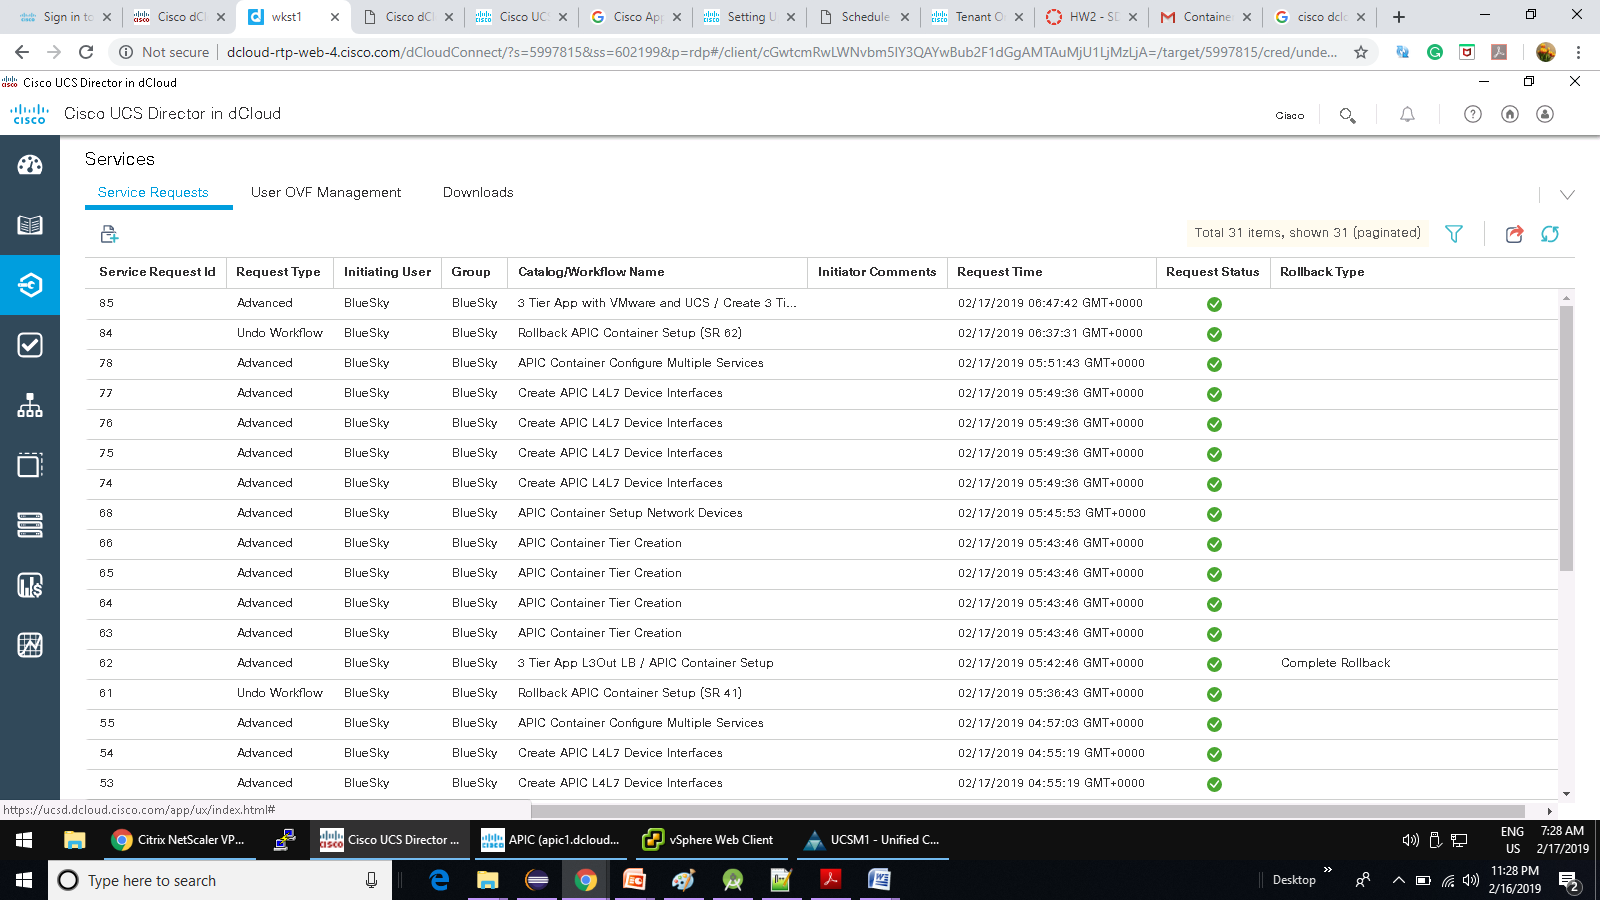 Sign in to
Cisco dCl
wkst1
Cisco dCl
Cisco UCS
Cisco App
Setting U
Schedule
Tenant O
HW2 - SD
Container
cisco dclo
Not secure
dcloud-rtp-web-4.cisco.com/dCloudConnect/?s=5997815&ss=602199&p=rdp#/client/cGwtcmRwLWNvbm5lY3QAYwBub2F1dGgAMTAuMjU1LjMzLjA=/target/5997815/cred/unde...
Cisco UCS Director in dCloud
cisco
Cisco UCS Director in dCloud
Cisco
Services
Service Requests
User OVF Management
Downloads
Total 31 items, shown 31 (paginated)
Service Request Id Request Type Initiating User Group Catalog/Workflow Name Initiator Comments Request Time Request Status Rollback Type
85 Advanced BlueSky BlueSky 3 Tier App with VMware and UCS / Create 3 Ti... 02/17/2019 06:47:42 GMT+0000
84 Undo Workflow BlueSky BlueSky Rollback APIC Container Setup (SR 62) 02/17/2019 06:37:31 GMT+0000
78 Advanced BlueSky BlueSky APIC Container Configure Multiple Services 02/17/2019 05:51:43 GMT+0000
77 Advanced BlueSky BlueSky Create APIC L4L7 Device Interfaces 02/17/2019 05:49:36 GMT+0000
76 Advanced BlueSky BlueSky Create APIC L4L7 Device Interfaces 02/17/2019 05:49:36 GMT+0000
75 Advanced BlueSky BlueSky Create APIC L4L7 Device Interfaces 02/17/2019 05:49:36 GMT+0000
74 Advanced BlueSky BlueSky Create APIC L4L7 Device Interfaces 02/17/2019 05:49:36 GMT+0000
68 Advanced BlueSky BlueSky APIC Container Setup Network Devices 02/17/2019 05:45:53 GMT+0000
66 Advanced BlueSky BlueSky APIC Container Tier Creation 02/17/2019 05:43:46 GMT+0000
65 Advanced BlueSky BlueSky APIC Container Tier Creation 02/17/2019 05:43:46 GMT+0000
64 Advanced BlueSky BlueSky APIC Container Tier Creation 02/17/2019 05:43:46 GMT+0000
63 Advanced BlueSky BlueSky APIC Container Tier Creation 02/17/2019 05:43:46 GMT+0000
62 Advanced BlueSky BlueSky 3 Tier App L3Out LB / APIC Container Setup 02/17/2019 05:42:46 GMT+0000 Complete Rollback
61 Undo Workflow BlueSky BlueSky Rollback APIC Container Setup (SR 41) 02/17/2019 05:36:43 GMT+0000
55 Advanced BlueSky BlueSky APIC Container Configure Multiple Services 02/17/2019 04:57:03 GMT+0000
54 Advanced BlueSky BlueSky Create APIC L4L7 Device Interfaces 02/17/2019 04:55:19 GMT+0000
53 Advanced BlueSky BlueSky Create APIC L4L7 Device Interfaces 02/17/2019 04:55:19 GMT+0000
https://ucsd.dcloud.cisco.com/app/ux/index.html#
Citrix NetScaler VP...
Cisco UCS Director ...
APIC (apic1.dcloud...
vSphere Web Client
UCSM1 - Unified C...
ENG
US
7:28 AM
2/17/2019
Type here to search
Desktop
11:28 PM
2/16/2019
2